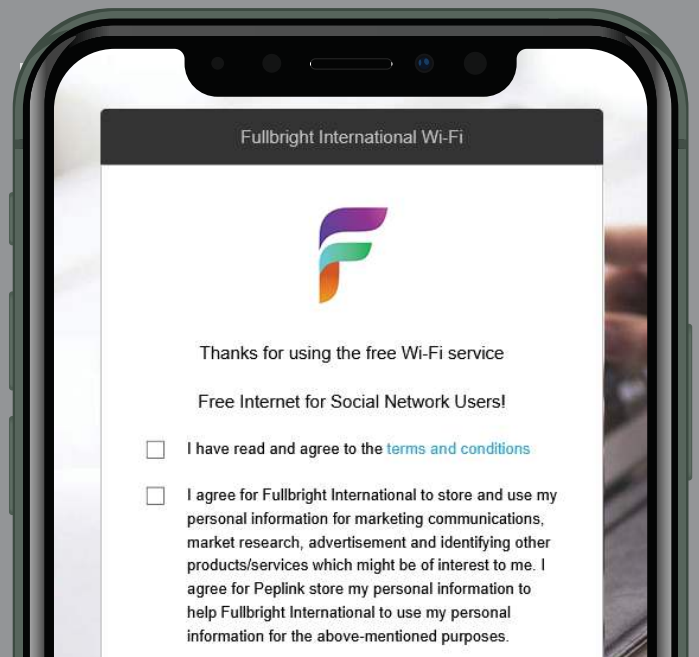 Fullbright International Wi-Fi
Thanks for using the free Wi-Fi service
Free Internet for Social Network Users!
I have read and agree to the terms and conditions
I agree for Fullbright International to store and use my
personal information for marketing communications,
market research, advertisement and identifying other
products/services which might be of interest to me. I
agree for Peplink store my personal information to
help Fullbright International to use my personal
information for the above-mentioned purposes.